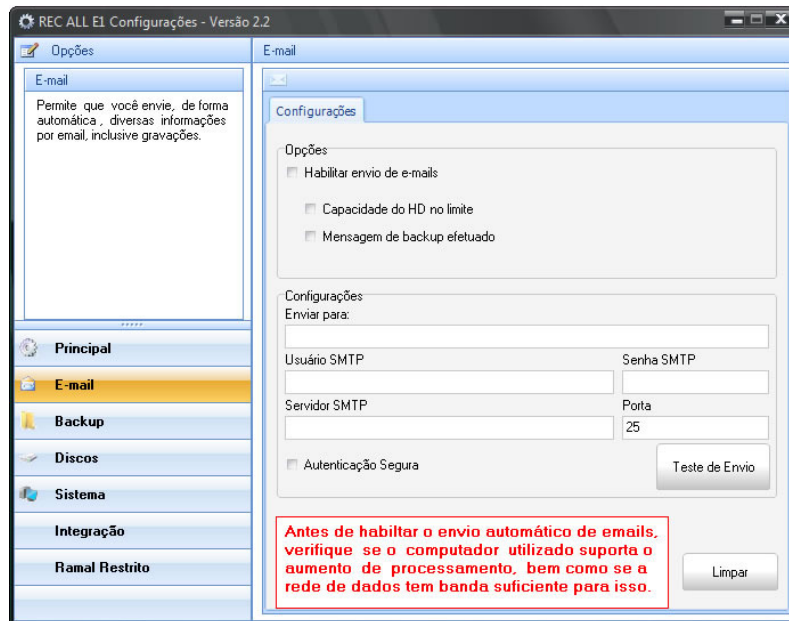 REC ALL E1 Configurações - Versão 2.2
Opções
E-mail
Permite que você envie, de forma
automática , diversas informações
por email, inclusive gravações.
Principal
E-mail
Backup
Discos
Sistema
Integração
Ramal Restrito
E-mail
Configurações
Opções
Habilitar envio de e-mails
Capacidade do HD no limite
Mensagem de backup efetuado
Configurações
Enviar para:
Usuário SMTP
Senha SMTP
Servidor SMTP
Porta
25
Autenticação Segura
Teste de Envio
Antes de habiltar o envio automático de emails,
verifique se o computador utilizado suporta o
aumento de processamento, bem como se a
rede de dados tem banda suficiente para isso.
Limpar